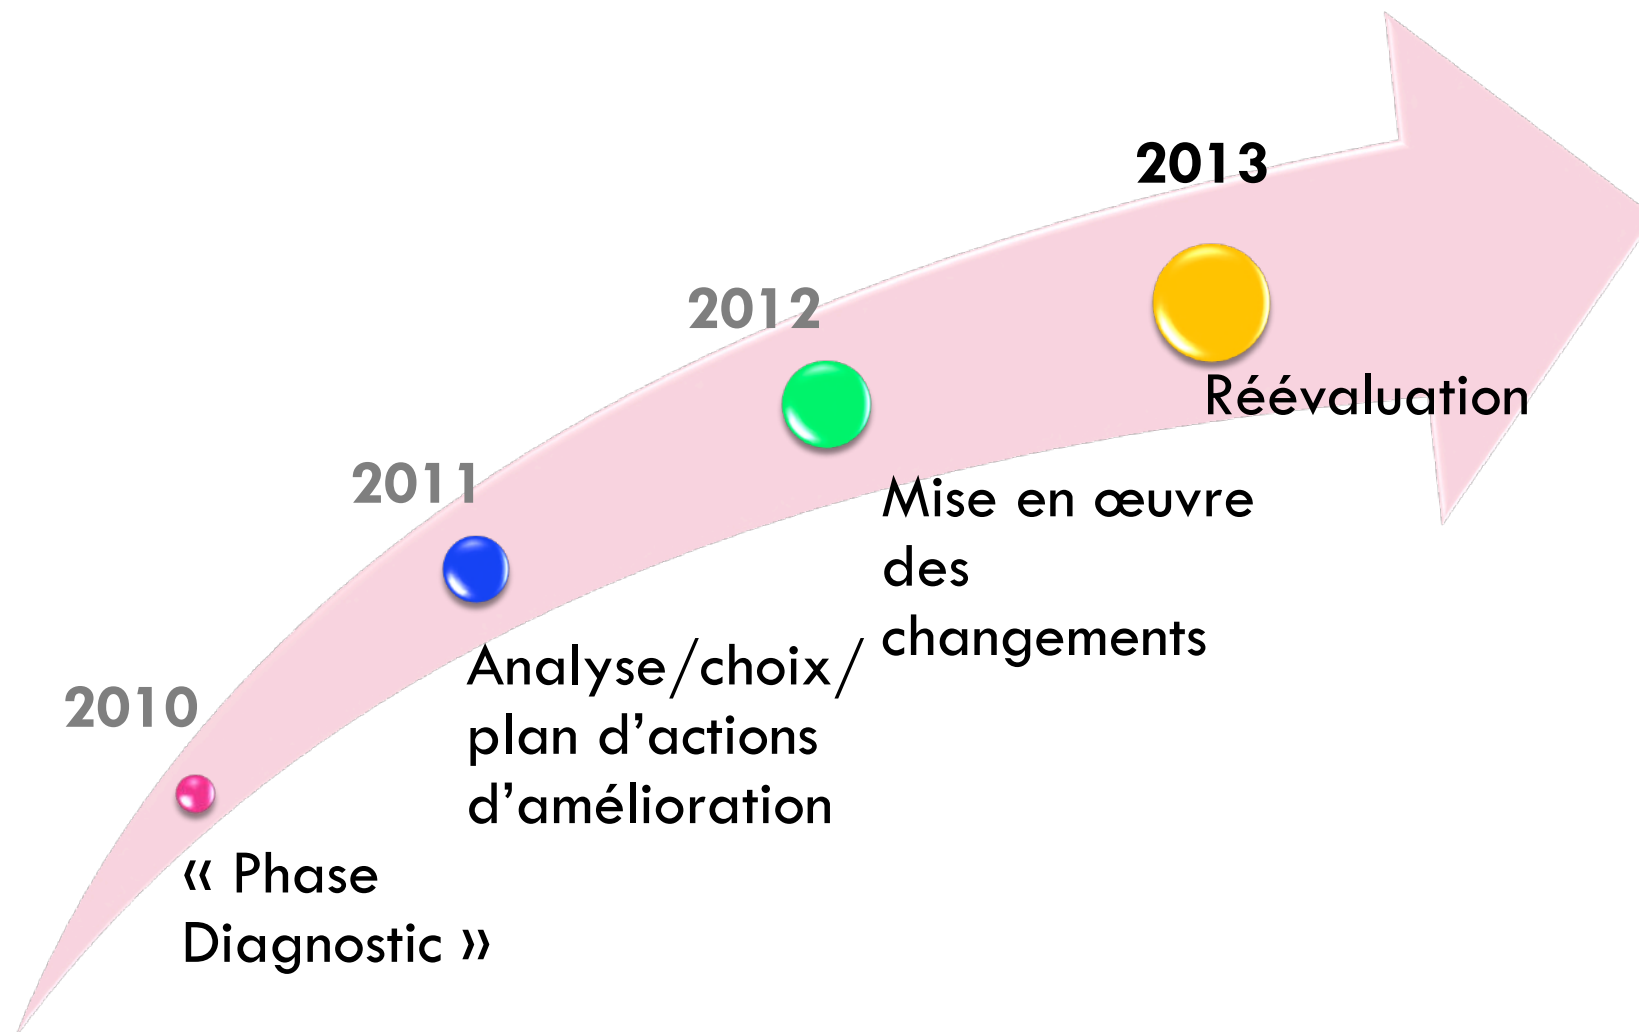 2010
« Phase
Diagnostic »
2011
Analyse/choix/
plan d’actions
d’amélioration
2012
Mise en œuvre
des
changements
2013
Réévaluation